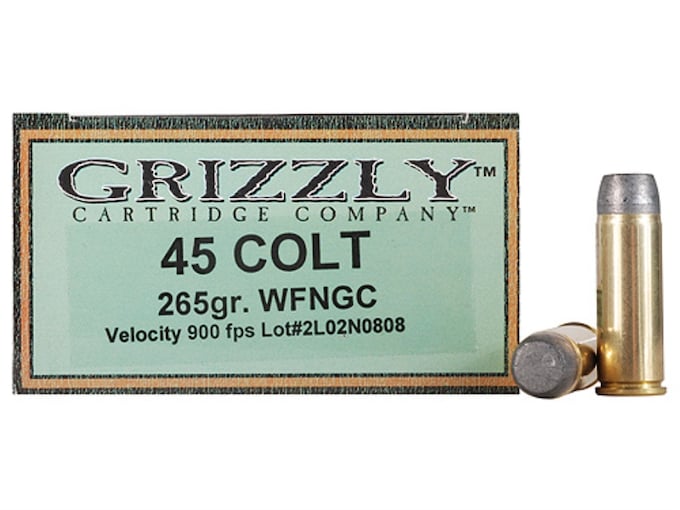 GRIZZLY™
CARTRIDGE COMPANY™
45 COLT
265gr. WFNGC
Velocity 900 fps Lot#2L02N0808